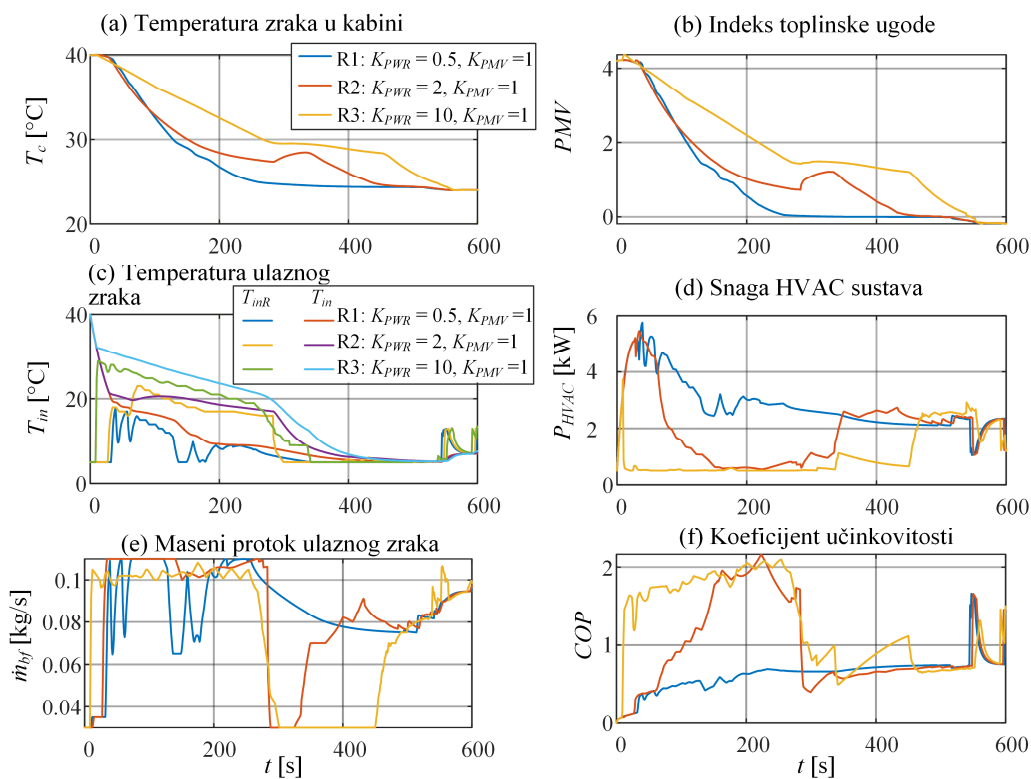 (a) Temperatura zraka u kabini
R1: K_PWR = 0.5, K_PMV=1
R2: K_PWR = 2, K_PMV=1
R3: K_PWR = 10, K_PMV=1
T_c [°C]
40
30
20
0
200
400
600
(b) Indeks toplinske ugode
PMV
4
2
0
0
200
400
600
(c) Temperatura ulaznog
zraka
T_inR T_in
R1: K_PWR = 0.5, K_PMV=1
R2: K_PWR = 2, K_PMV=1
R3: K_PWR = 10, K_PMV=1
T_in [°C]
40
20
0
0
200
400
600
(d) Snaga HVAC sustava
P_HVAC [kW]
6
4
2
0
0
200
400
600
(e) Maseni protok ulaznog zraka
ṁ_bf [kg/s]
0.1
0.08
0.06
0.04
0
200
400
600
t [s]
(f) Koeficijent učinkovitosti
COP
2
1
0
0
200
400
600
t [s]